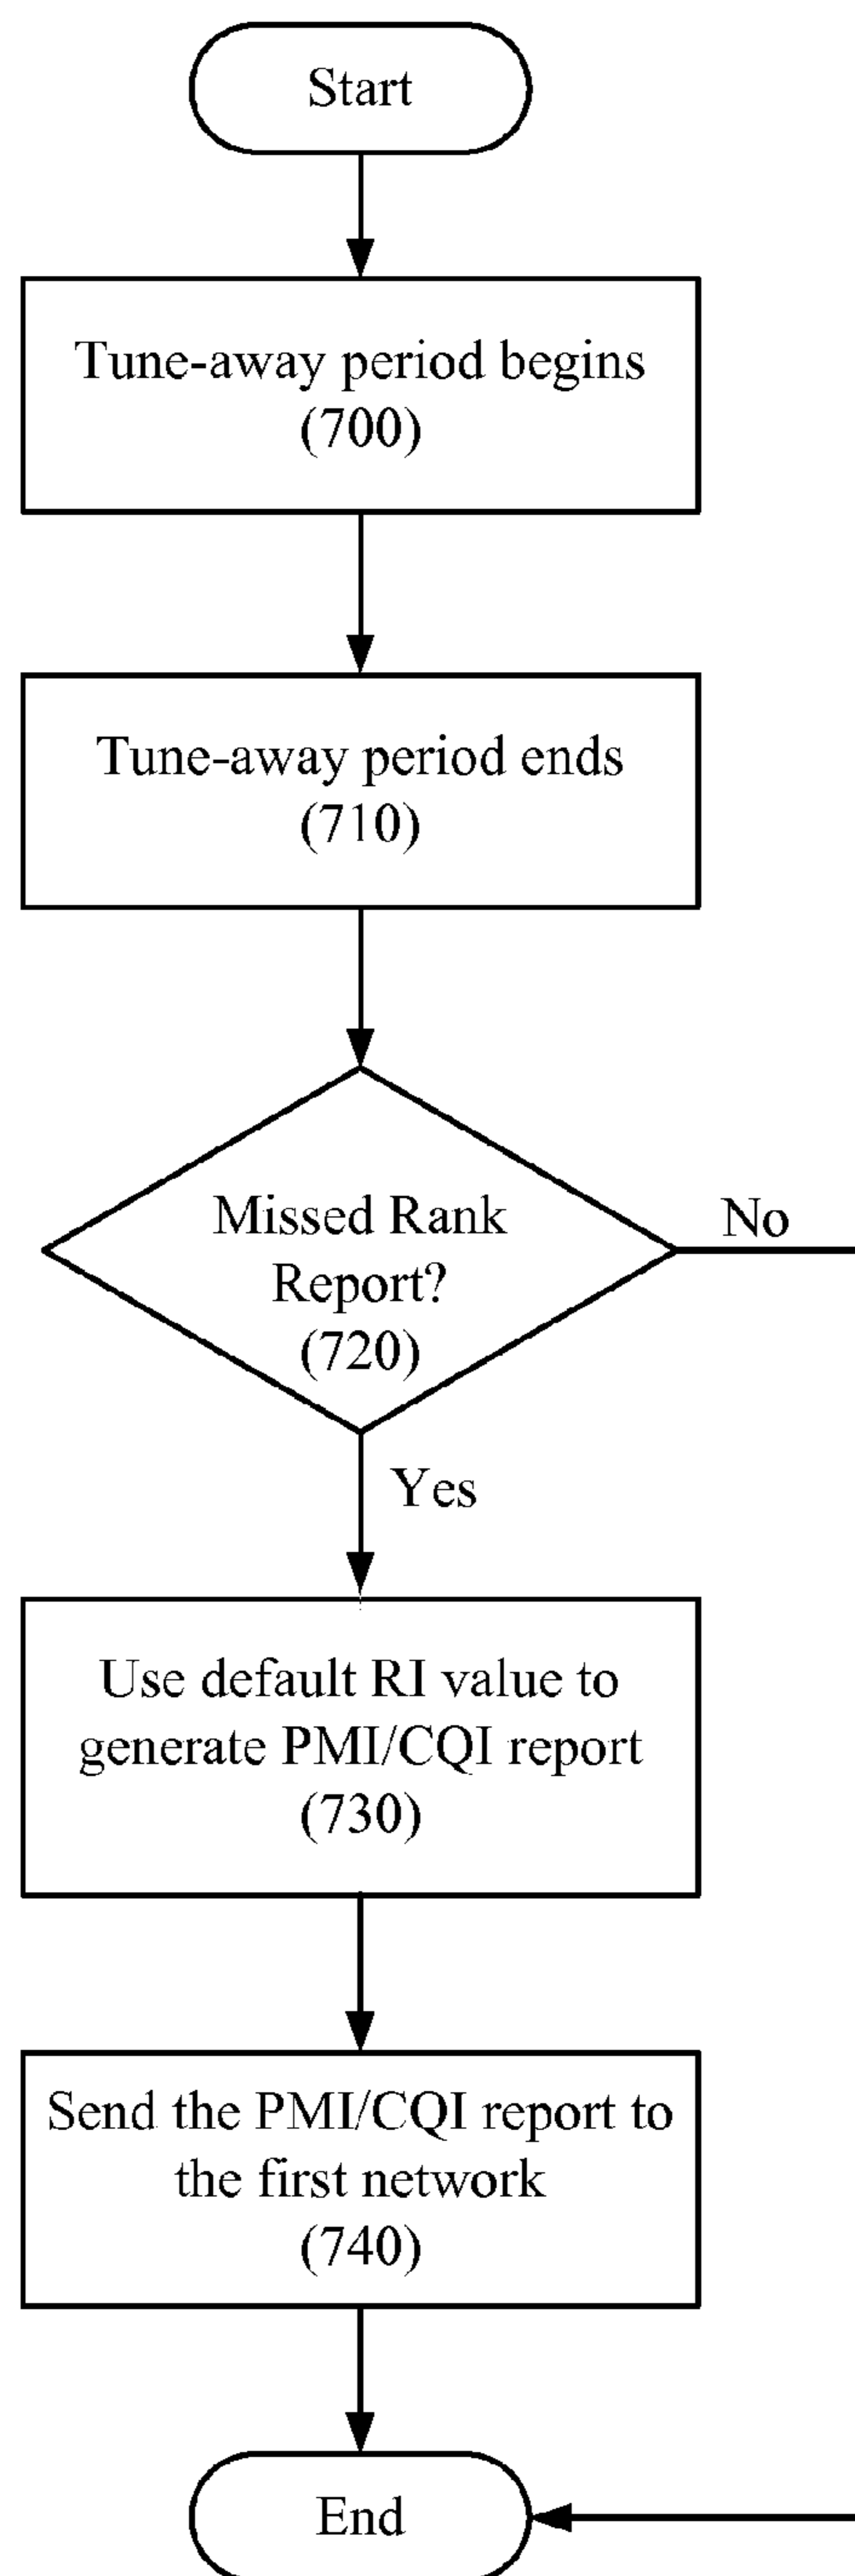 Start
Tune-away period begins
(700)
Tune-away period ends
(710)
Missed Rank
Report?
(720)
No
Yes
Use default RI value to
generate PMI/CQI report
(730)
Send the PMI/CQI report to
the first network
(740)
End